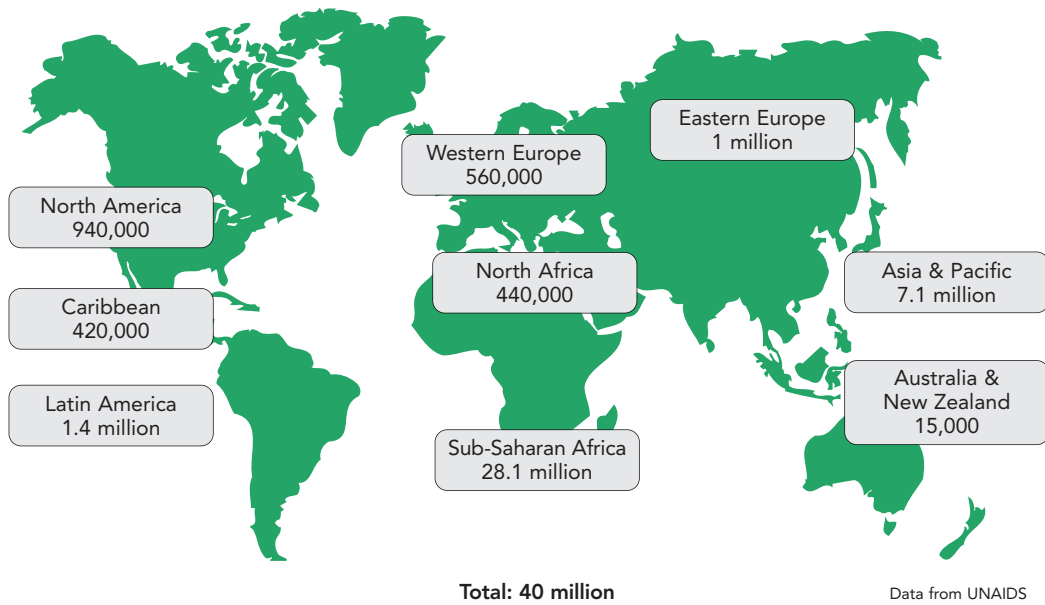 Eastern Europe
1 million
Western Europe
560,000
North America
940,000
North Africa
440,000
Asia & Pacific
7.1 million
Caribbean
420,000
Australia &
New Zealand
15,000
Latin America
1.4 million
Sub-Saharan Africa
28.1 million
Total: 40 million
Data from UNAIDS